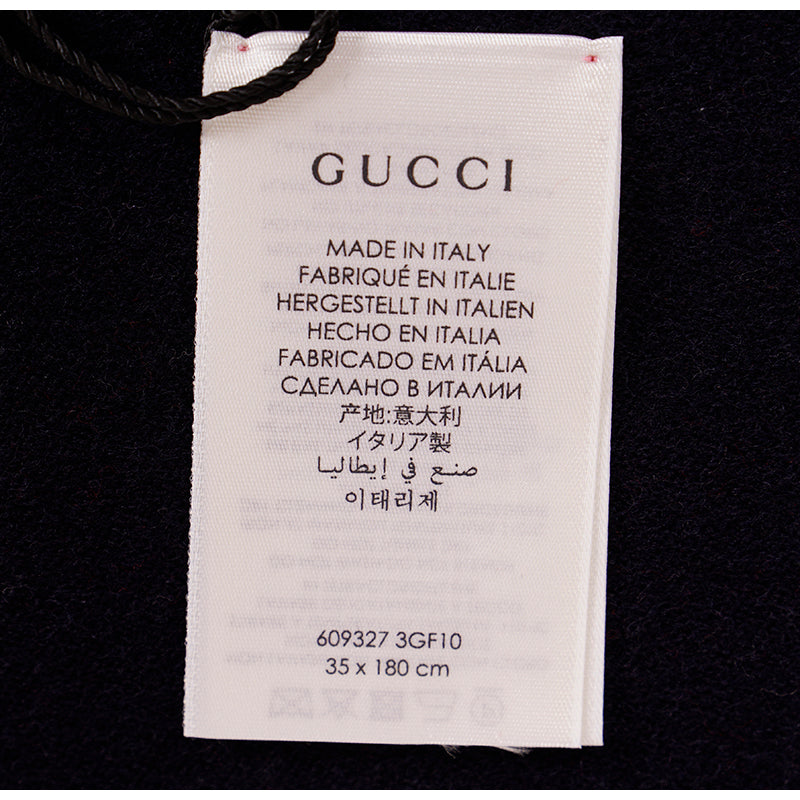 GUCCI
MADE IN ITALY
FABRIQUÉ EN ITALIE
HERGESTELLT IN ITALIEN
HECHO EN ITALIA
FABRICADO EM ITÁLIA
СДЕЛАНО В ИТАЛИИ
产地:意大利
イタリア製
صنع في إيطاليا
이태리제
609327 3GF10
35 x 180 cm